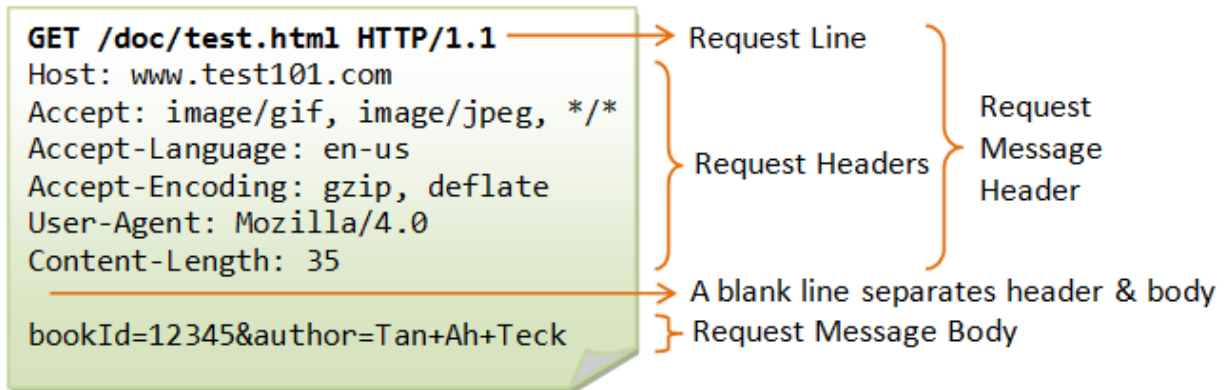 GET /doc/test.html HTTP/1.1
Request Line
Host: www.test101.com
Accept: image/gif, image/jpeg, */*
Accept-Language: en-us
Accept-Encoding: gzip, deflate
User-Agent: Mozilla/4.0
Content-Length: 35
Request Headers
Request
Message
Header
A blank line separates header & body
bookId=12345&author=Tan+Ah+Teck
Request Message Body